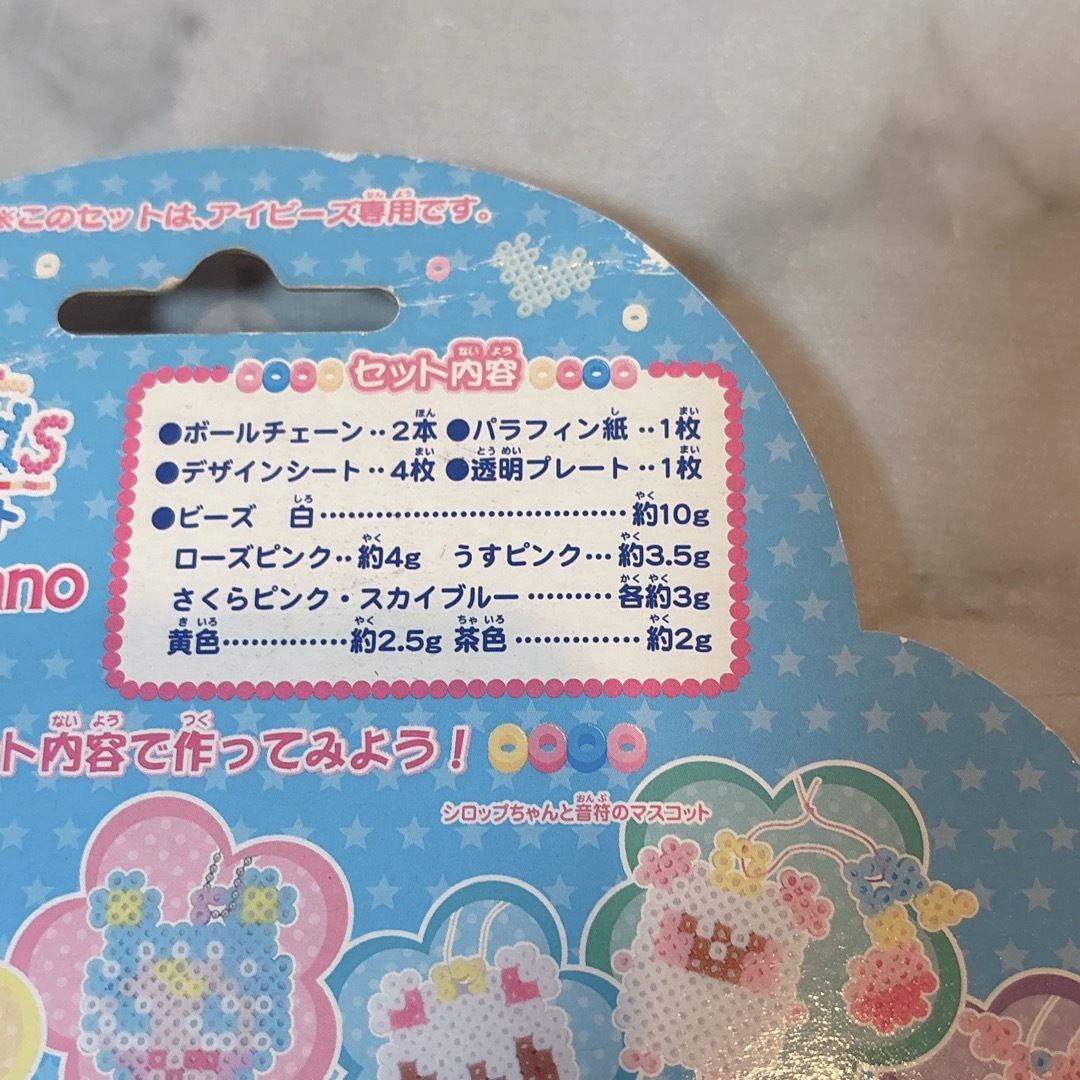 ※このセットは、アイビーズ専用です。
セット内容
●ボールチェーン‥2本 ●パラフィン紙‥1枚
●デザインシート‥4枚 ●透明プレート‥1枚
●ビーズ 白……………………………約10g
ローズピンク‥約4g うすピンク…約3.5g
さくらピンク・スカイブルー………各約3g
黄色…………約2.5g 茶色…………約2g
ト
ano
ト内容で作ってみよう!
シロップちゃんと音符のマスコット